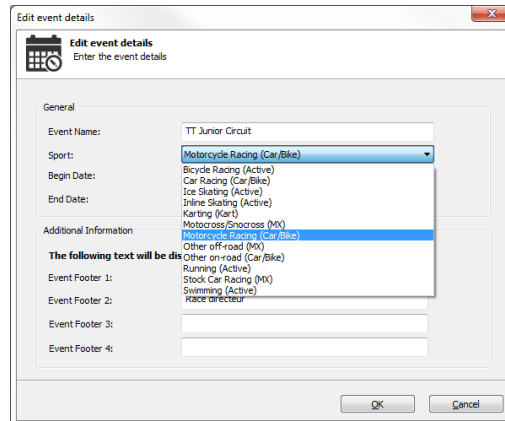 Edit event details
Edit event details
Enter the event details
General
Event Name: TT Junior Circuit
Sport: Motorcycle Racing (Car/Bike)
Begin Date:
End Date:
Bicycle Racing (Active)
Car Racing (Car/Bike)
Ice Skating (Active)
Inline Skating (Active)
Karting (Kart)
Motocross/Snocross (MX)
Motorcycle Racing (Car/Bike)
Other off-road (MX)
Other on-road (Car/Bike)
Running (Active)
Stock Car Racing (MX)
Swimming (Active)
Additional Information
The following text will be dis
Event Footer 1:
Event Footer 2: Race directeur
Event Footer 3:
Event Footer 4:
OK Cancel